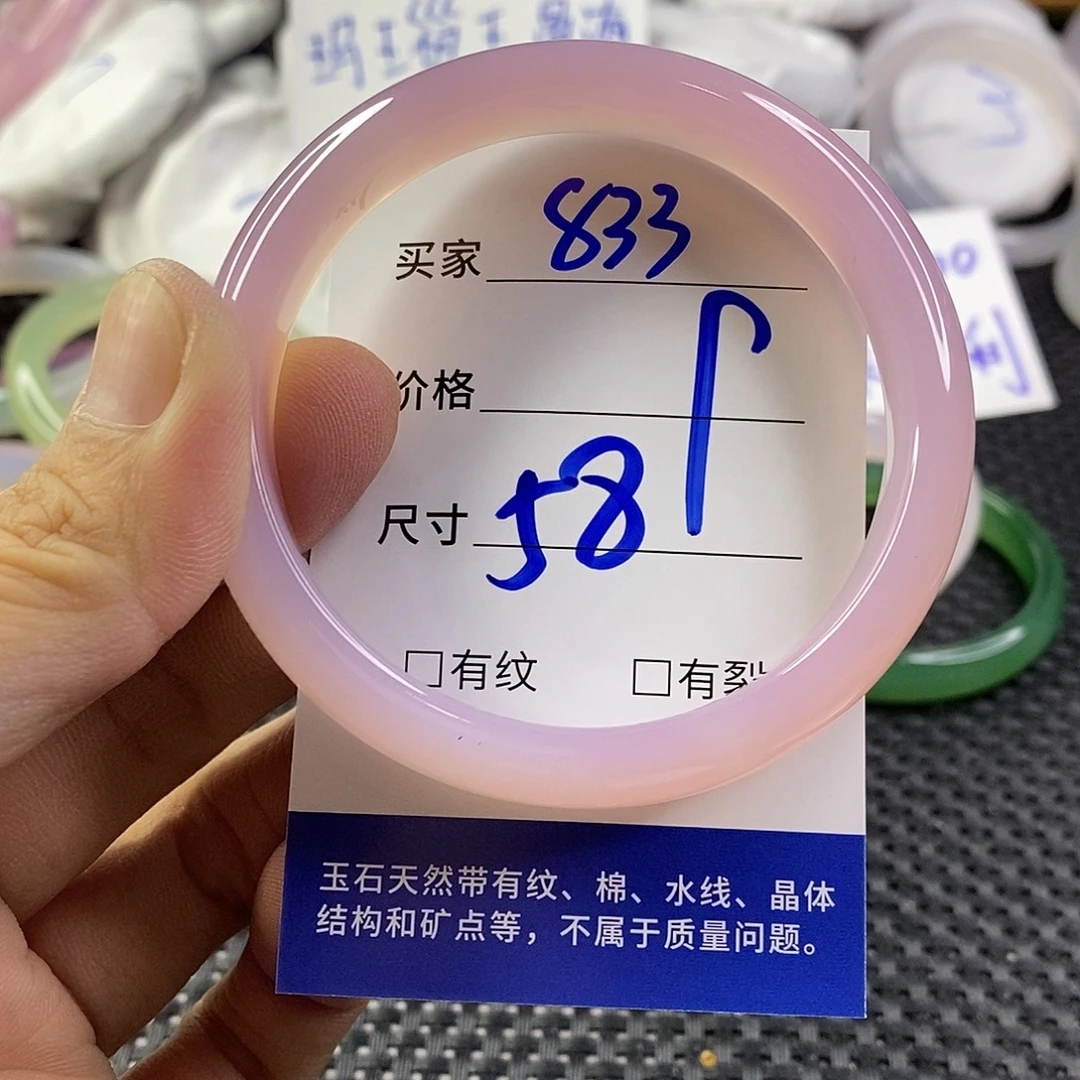 买家 833
价格
尺寸 58
□有纹 □有裂
玉石天然带有纹、棉、水线、晶体
结构和矿点等，不属于质量问题。